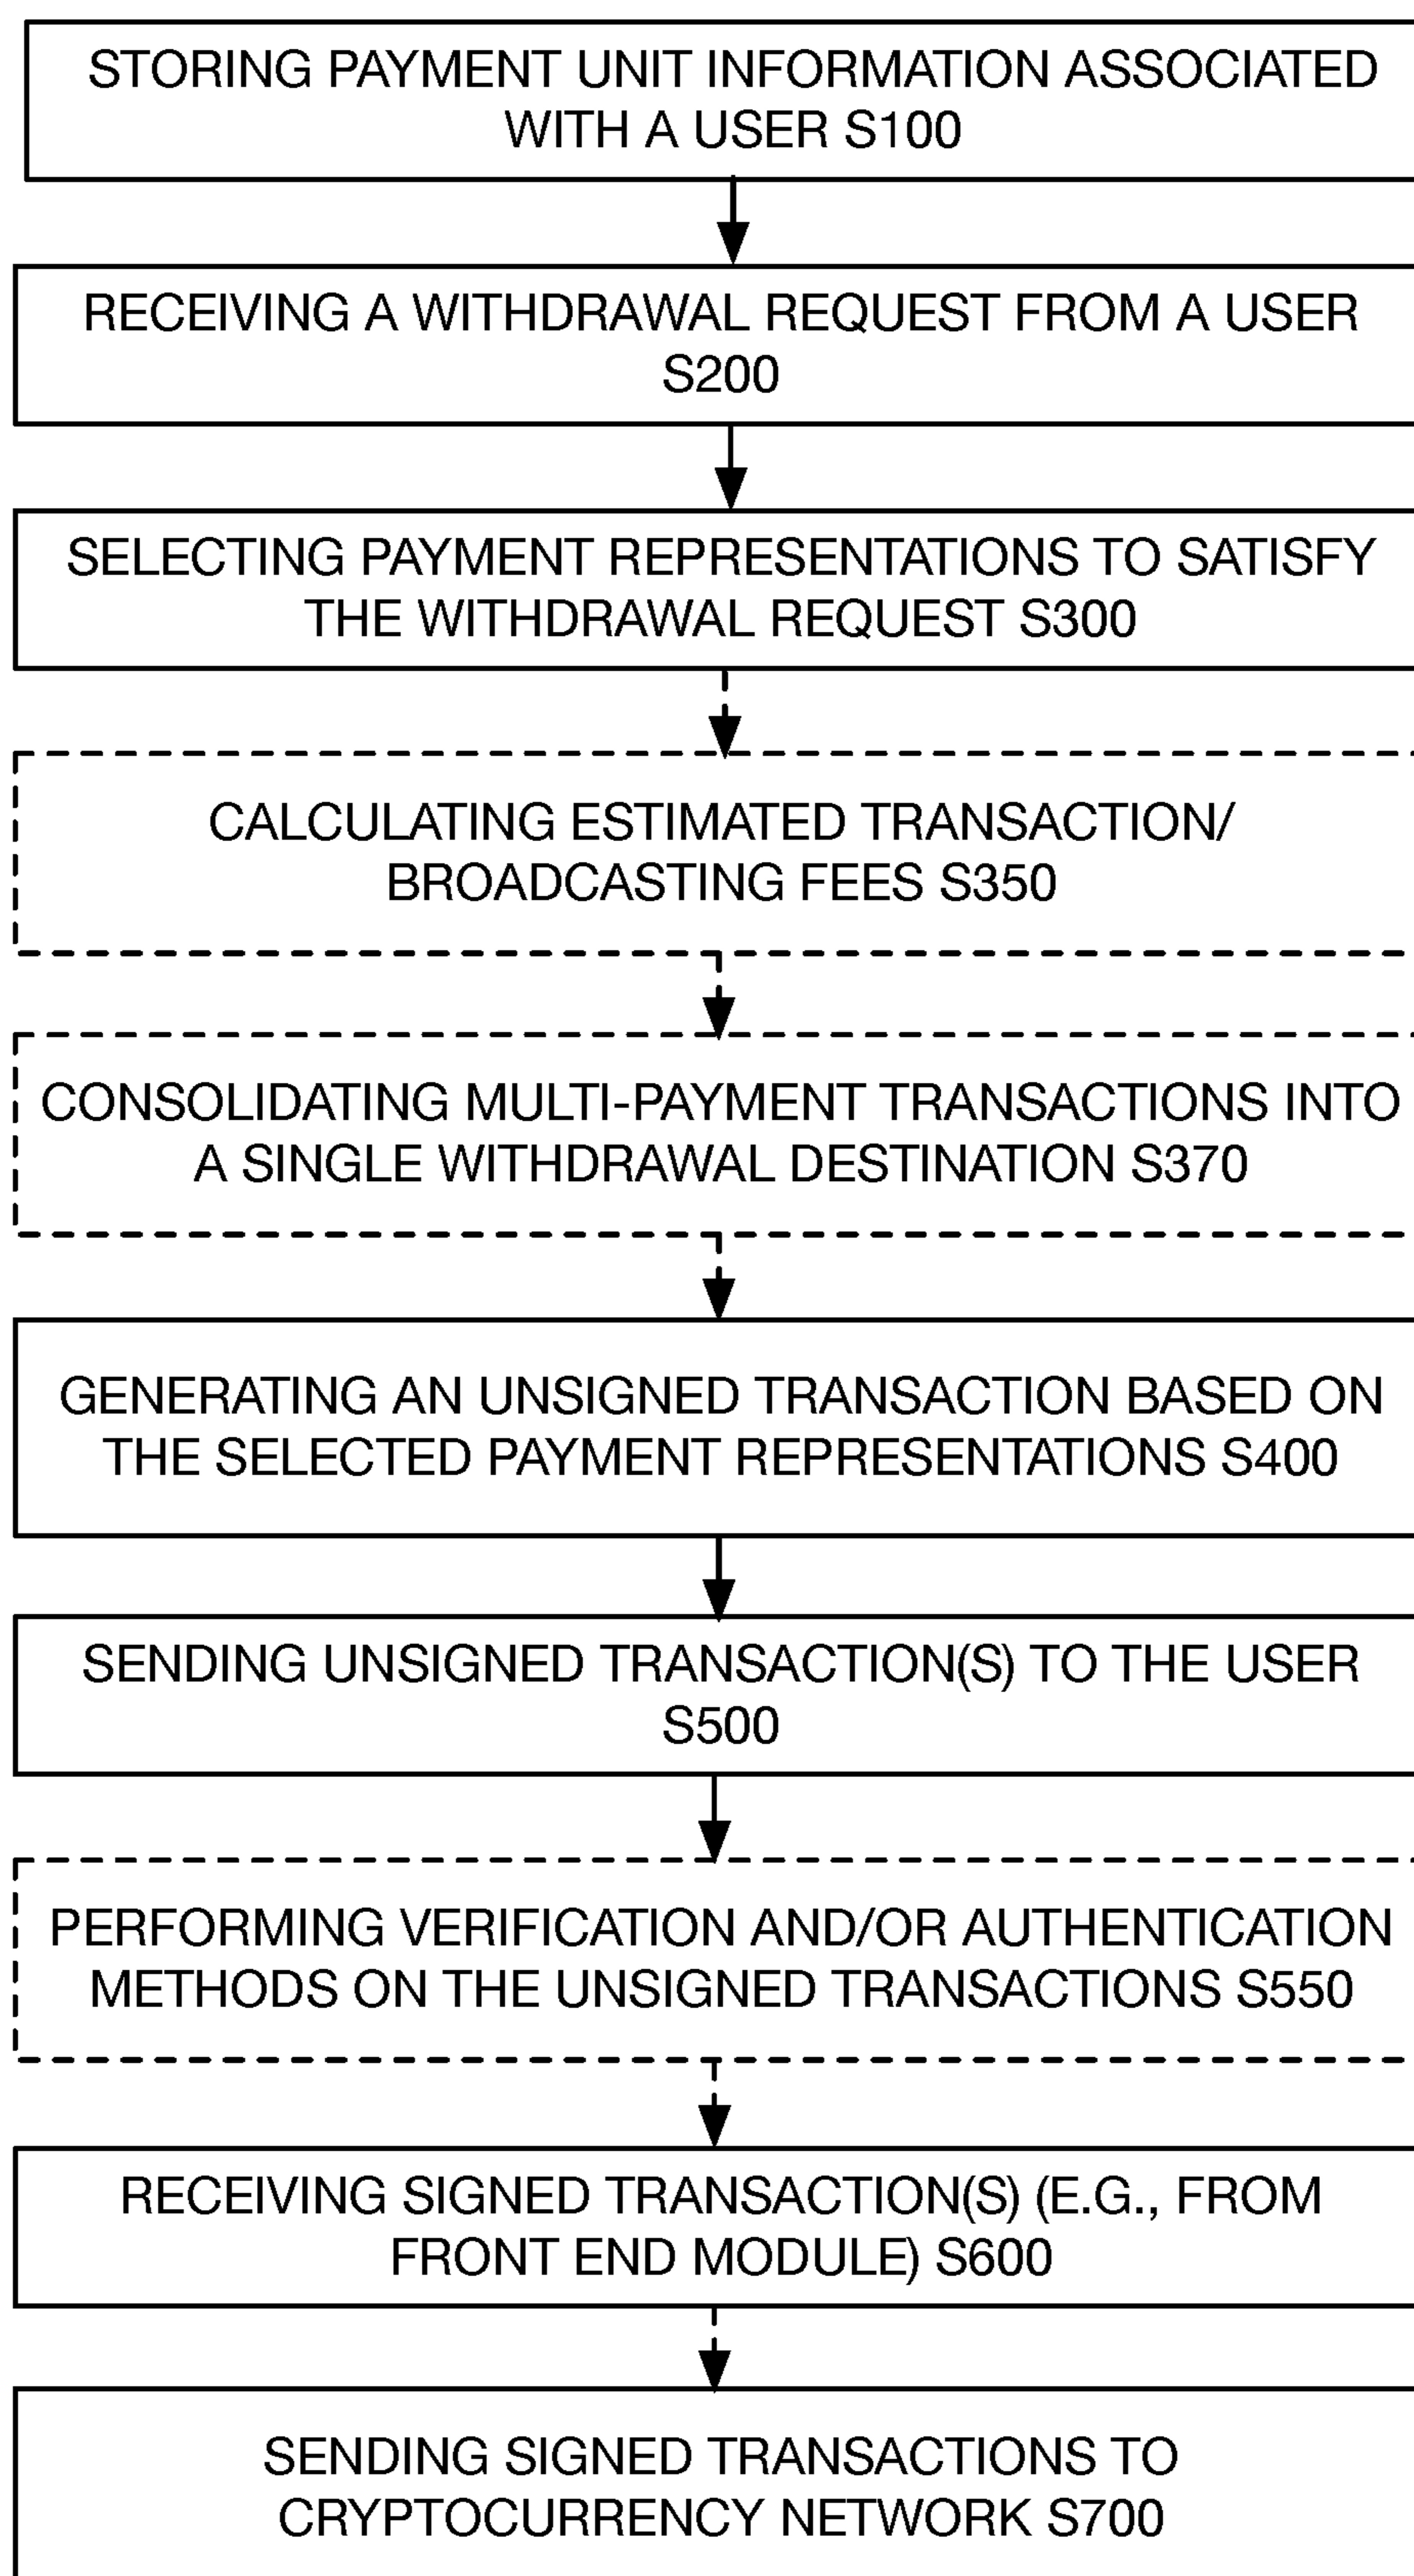 STORING PAYMENT UNIT INFORMATION ASSOCIATED
WITH A USER S100
RECEIVING A WITHDRAWAL REQUEST FROM A USER
S200
SELECTING PAYMENT REPRESENTATIONS TO SATISFY
THE WITHDRAWAL REQUEST S300
CALCULATING ESTIMATED TRANSACTION/
BROADCASTING FEES S350
CONSOLIDATING MULTI-PAYMENT TRANSACTIONS INTO
A SINGLE WITHDRAWAL DESTINATION S370
GENERATING AN UNSIGNED TRANSACTION BASED ON
THE SELECTED PAYMENT REPRESENTATIONS S400
SENDING UNSIGNED TRANSACTION(S) TO THE USER
S500
PERFORMING VERIFICATION AND/OR AUTHENTICATION
METHODS ON THE UNSIGNED TRANSACTIONS S550
RECEIVING SIGNED TRANSACTION(S) (E.G., FROM
FRONT END MODULE) S600
SENDING SIGNED TRANSACTIONS TO
CRYPTOCURRENCY NETWORK S700